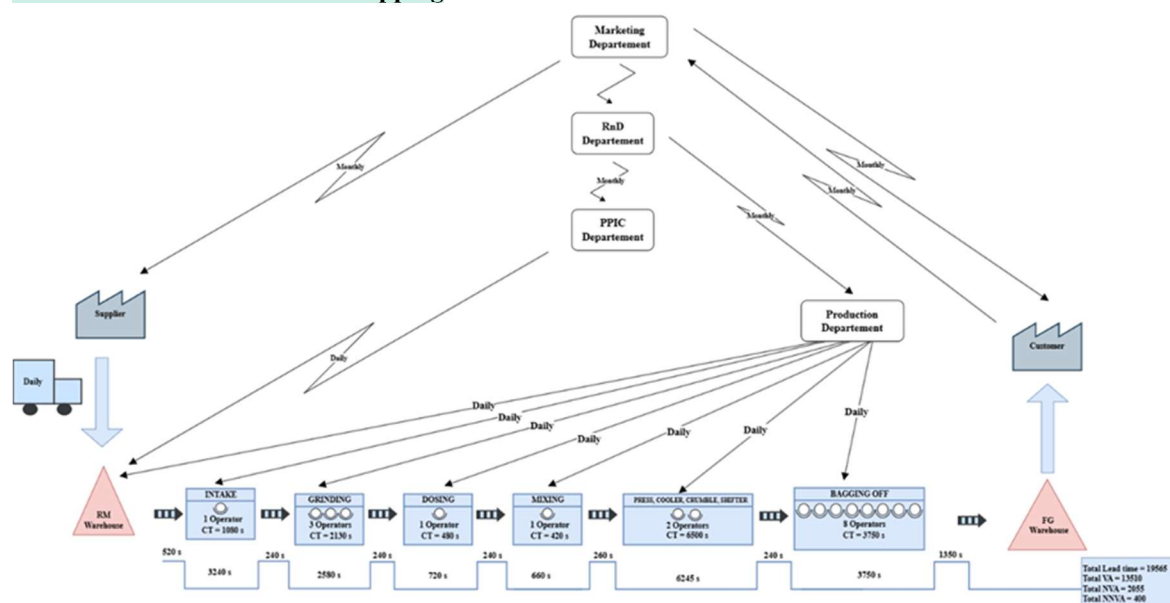 Marketing
Departement
RnD
Departement
Monthly
Monthly
Monthly
Monthly
Monthly
PPIC
Departement
Supplier
Production
Departement
Customer
Daily
Daily
Daily
Daily
Daily
Daily
Daily
Daily
Daily
RM
Warehouse
INTAKE
1 Operator
CT = 1080 s
GRINDING
3 Operators
CT = 2130 s
DOSING
1 Operator
CT = 480 s
MIXING
1 Operator
CT = 420 s
PRESS, COOLER, CRUMBLE, SHIFTER
2 Operators
CT = 6500 s
BAGGING OFF
8 Operators
CT = 3750 s
FG
Warehouse
520 s
240 s
240 s
240 s
260 s
240 s
1350 s
3240 s
2580 s
720 s
660 s
6245 s
3750 s
Total Lead time = 19565
Total VA = 13510
Total NVA = 2055
Total NNVA = 400